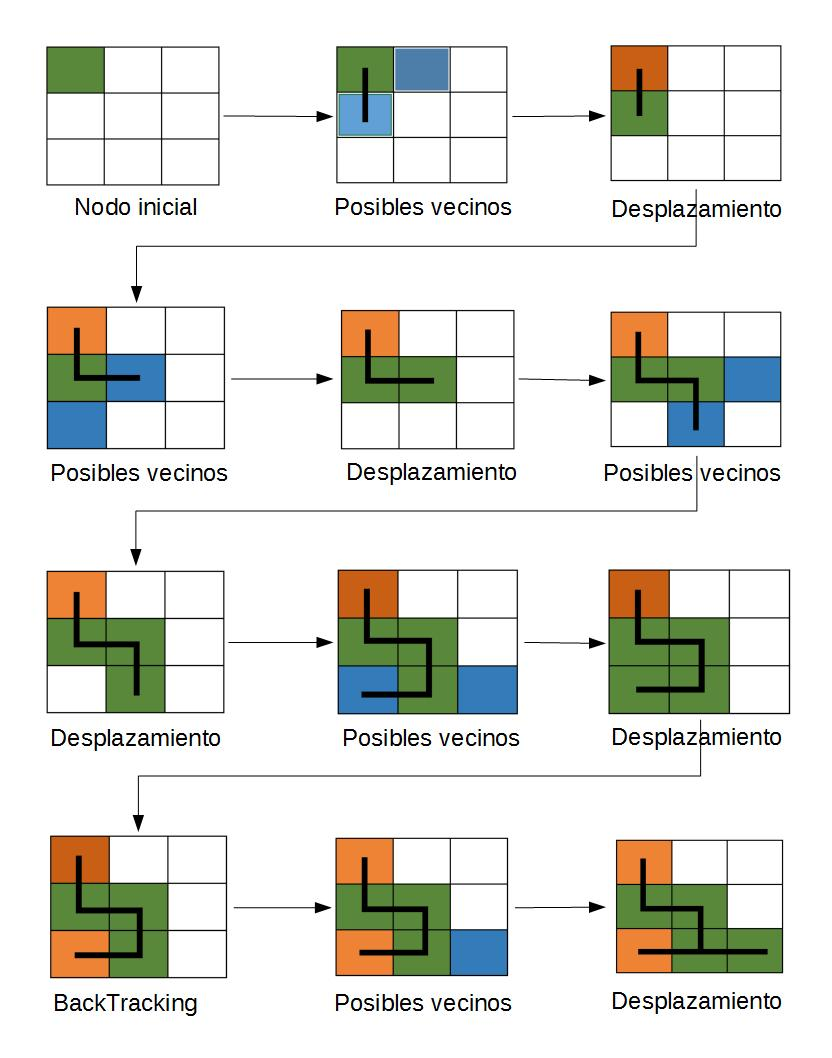 Nodo inicial
Posibles vecinos
Desplazamiento
Posibles vecinos
Desplazamiento
Posibles vecinos
Desplazamiento
Posibles vecinos
Desplazamiento
BackTracking
Posibles vecinos
Desplazamiento